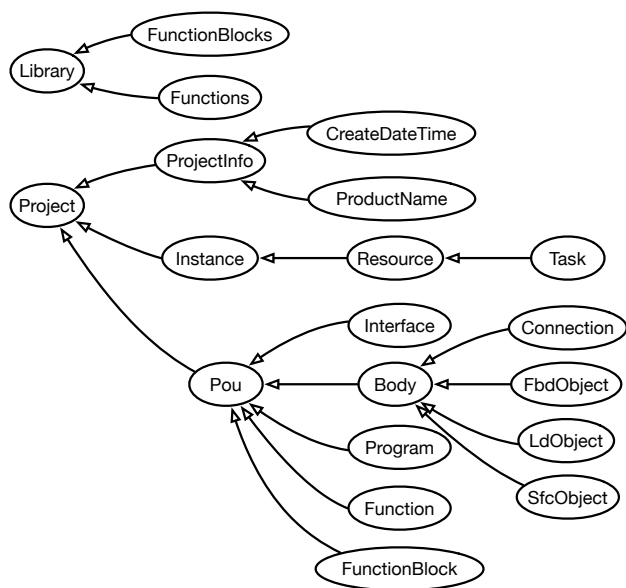 FunctionBlocks
Library
Functions
CreateDateTime
ProjectInfo
ProductName
Project
Instance
Resource
Task
Interface
Connection
Pou
Body
FbdObject
LdObject
Program
SfcObject
Function
FunctionBlock